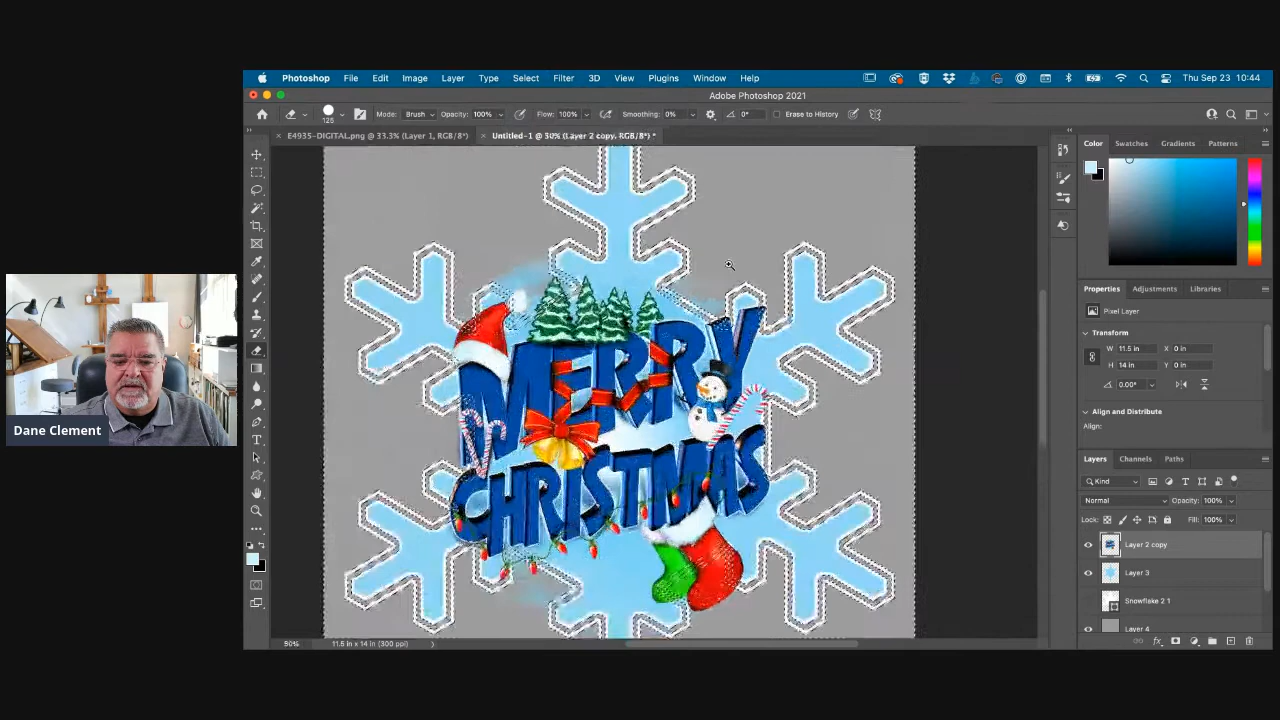 Photoshop File Edit Image Layer Type Select Filter 3D View Plugins Window Help Thu Sep 23 10:44
Adobe Photoshop 2021
125 Mode: Brush Opacity: 100% Flow: 100% Smoothing: 0% 0° Erase to History
E4935-DIGITAL.png @ 33.3% (Layer 1, RGB/8*) Untitled-1 @ 50% (Layer 2 copy, RGB/8*) *
Color Swatches Gradients Patterns
Properties Adjustments Libraries
Pixel Layer
Transform
W 11.5 in X 0 in
H 14 in Y 0 in
0.00°
Align and Distribute
Align:
Layers Channels Paths
Kind
Normal Opacity: 100%
Lock: Fill: 100%
Layer 2 copy
Layer 3
Snowflake 2 1
Layer 4
MERRY
CHRISTMAS
Dane Clement
50% 11.5 in x 14 in (300 ppi)